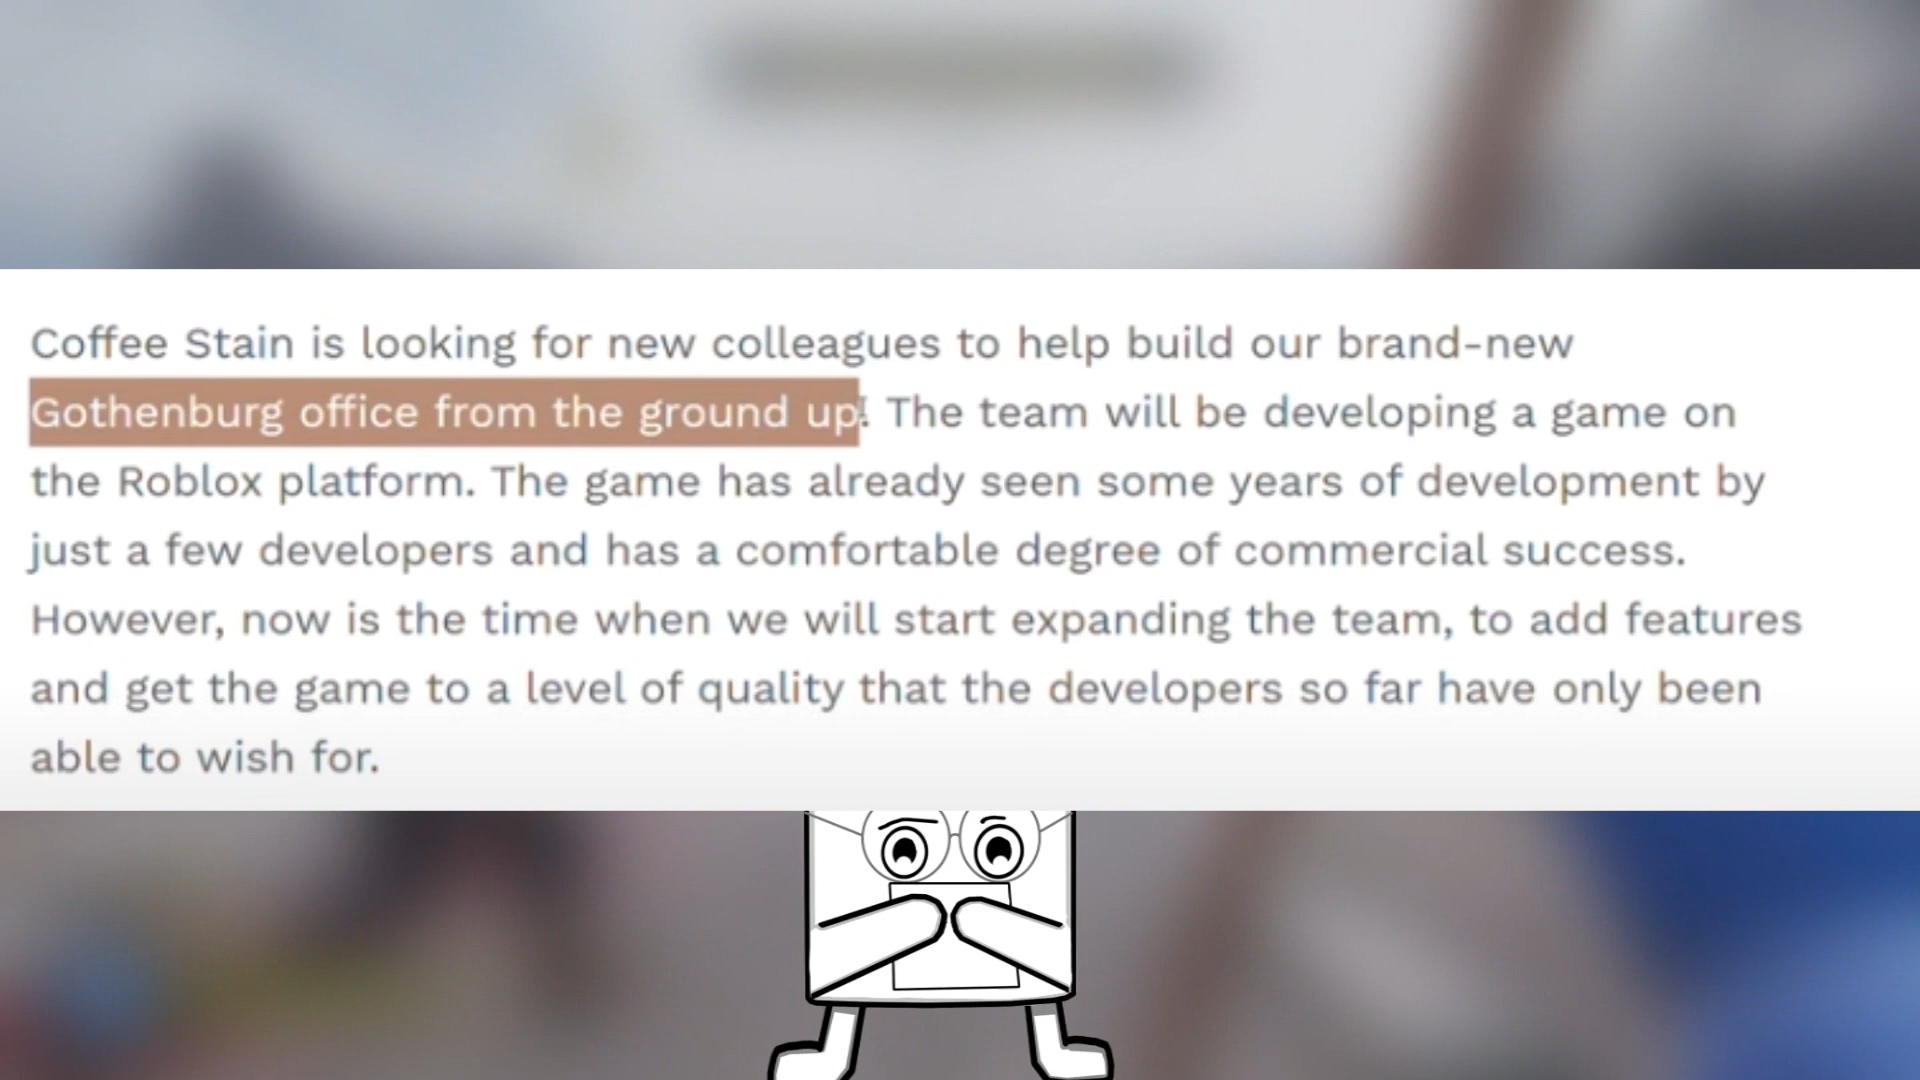 Coffee Stain is looking for new colleagues to help build our brand-new
Gothenburg office from the ground up! The team will be developing a game on
the Roblox platform. The game has already seen some years of development by
just a few developers and has a comfortable degree of commercial success.
However, now is the time when we will start expanding the team, to add features
and get the game to a level of quality that the developers so far have only been
able to wish for.